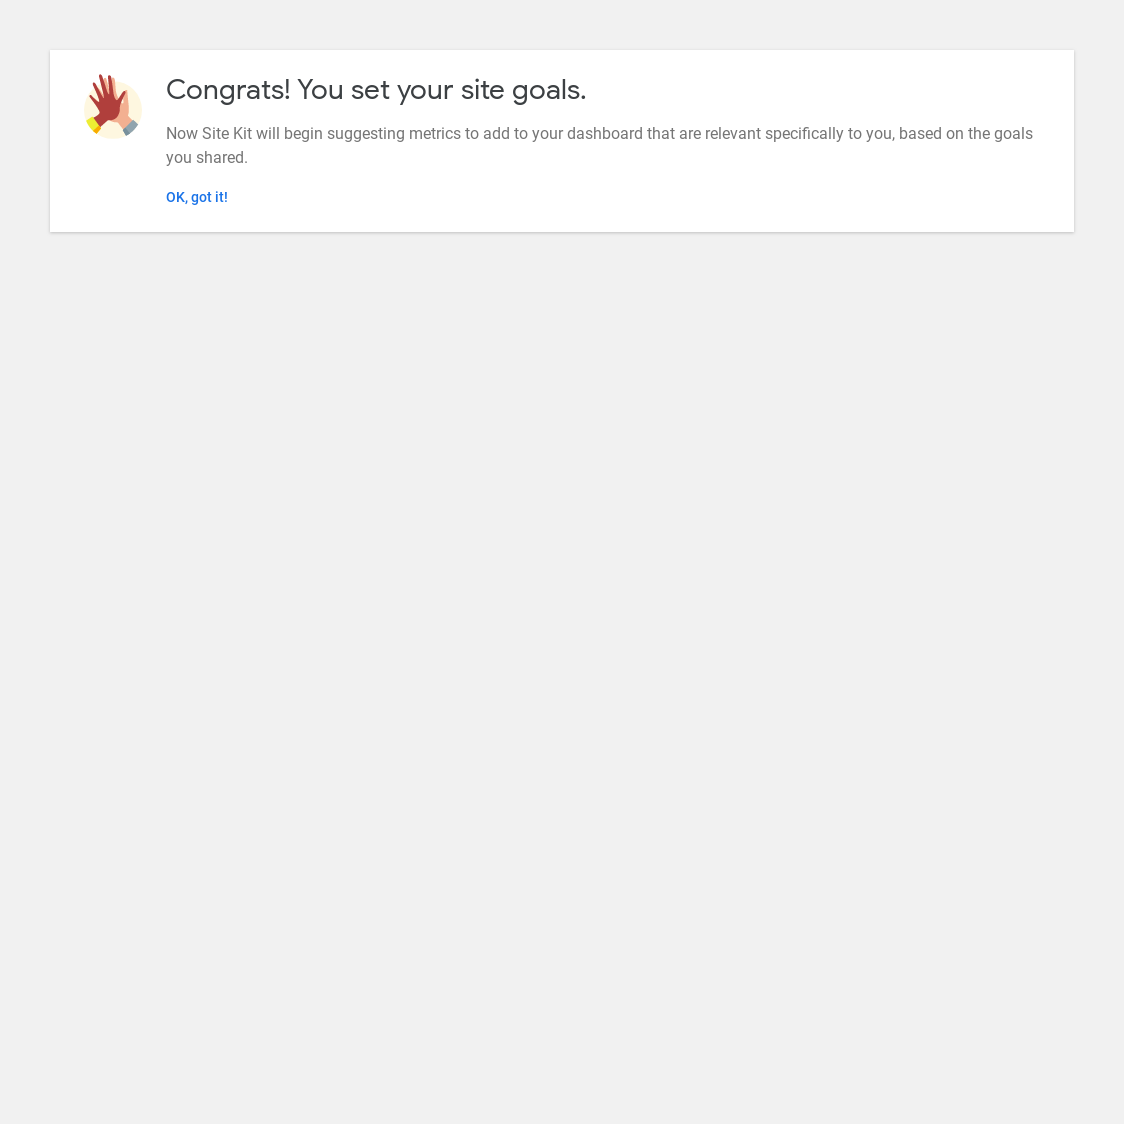 Congrats! You set your site goals.
Now Site Kit will begin suggesting metrics to add to your dashboard that are relevant specifically to you, based on the goals
you shared.
OK, got it!